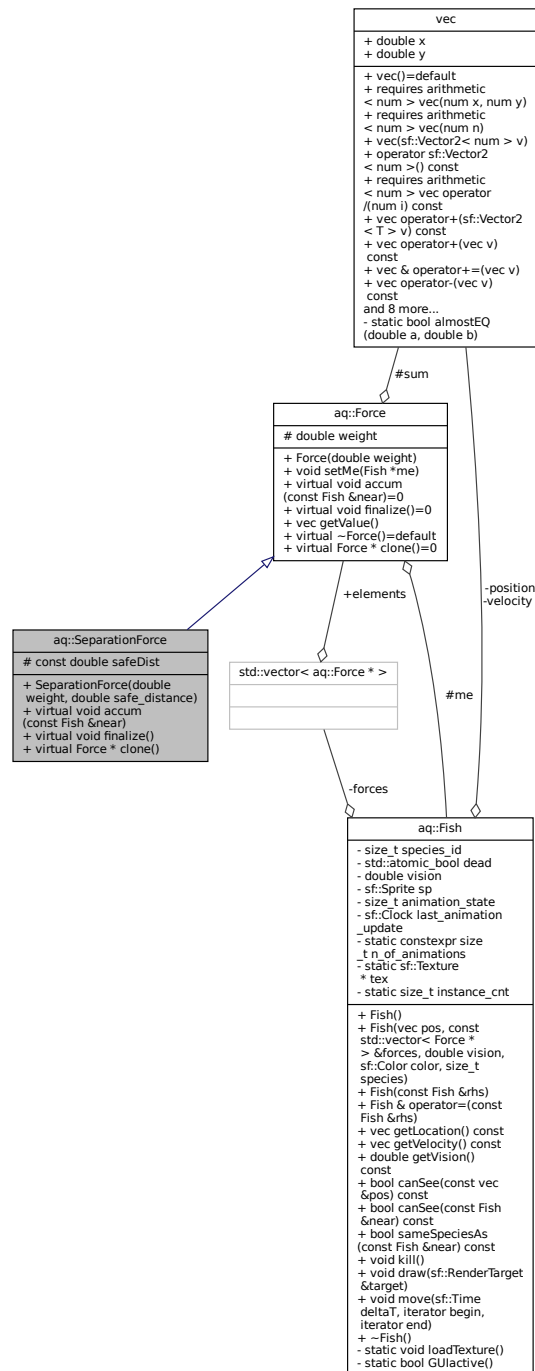 vec
+ double x
+ double y
+ vec()=default
+ requires arithmetic
< num > vec(num x, num y)
+ requires arithmetic
< num > vec(num n)
+ vec(sf::Vector2< num > v)
+ operator sf::Vector2
< num >() const
+ requires arithmetic
< num > vec operator
/(num i) const
+ vec operator+(sf::Vector2
< T > v) const
+ vec operator+(vec v)
const
+ vec & operator+=(vec v)
+ vec operator-(vec v)
const
and 8 more...
- static bool almostEQ
(double a, double b)
#sum
aq::Force
# double weight
+ Force(double weight)
+ void setMe(Fish *me)
+ virtual void accum
(const Fish &near)=0
+ virtual void finalize()=0
+ vec getValue()
+ virtual ~Force()=default
+ virtual Force * clone()=0
-position
-velocity
+elements
aq::SeparationForce
# const double safeDist
+ SeparationForce(double
weight, double safe_distance)
+ virtual void accum
(const Fish &near)
+ virtual void finalize()
+ virtual Force * clone()
std::vector< aq::Force * >
#me
-forces
aq::Fish
- size_t species_id
- std::atomic_bool dead
- double vision
- sf::Sprite sp
- size_t animation_state
- sf::Clock last_animation
_update
- static constexpr size
_t n_of_animations
- static sf::Texture
* tex
- static size_t instance_cnt
+ Fish()
+ Fish(vec pos, const
std::vector< Force *
> &forces, double vision,
sf::Color color, size_t
species)
+ Fish(const Fish &rhs)
+ Fish & operator=(const
Fish &rhs)
+ vec getLocation() const
+ vec getVelocity() const
+ double getVision()
const
+ bool canSee(const vec
&pos) const
+ bool canSee(const Fish
&near) const
+ bool sameSpeciesAs
(const Fish &near) const
+ void kill()
+ void draw(sf::RenderTarget
&target)
+ void move(sf::Time
deltaT, iterator begin,
iterator end)
+ ~Fish()
- static void loadTexture()
- static bool GUIactive()